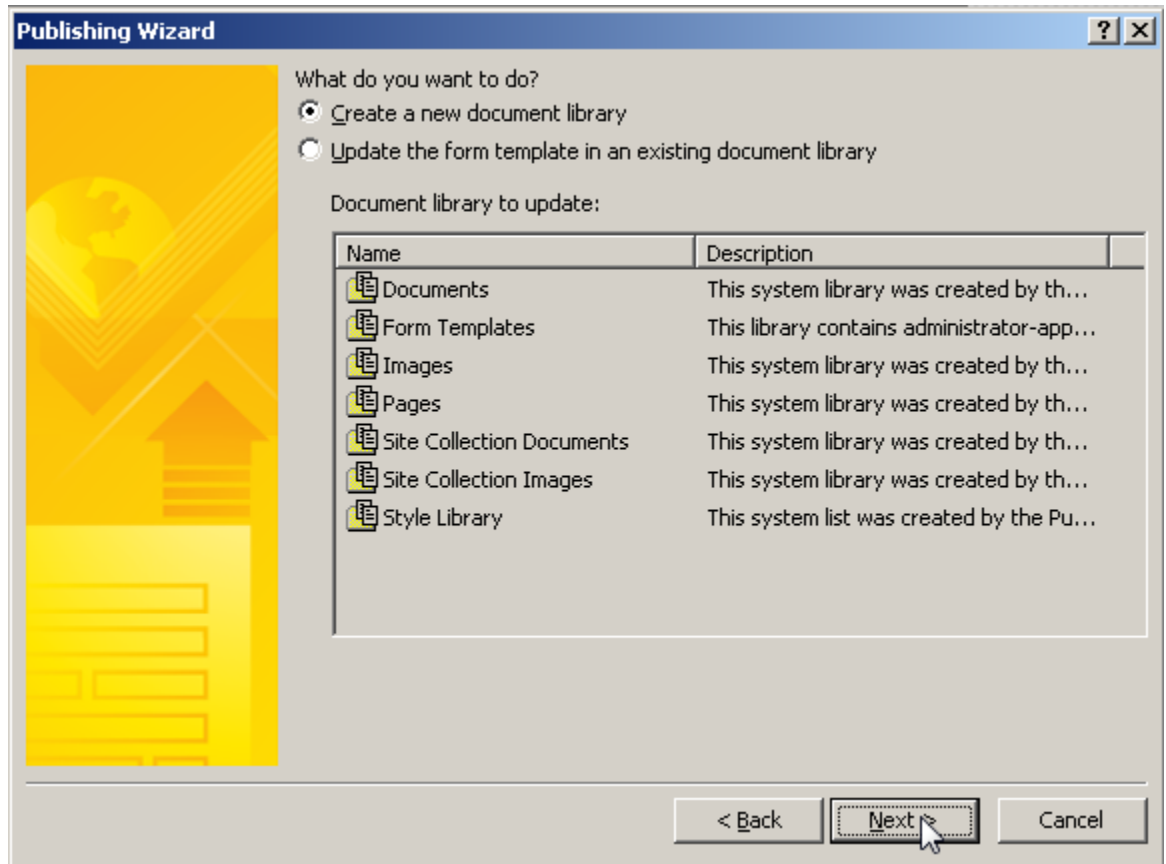 Publishing Wizard
What do you want to do?
Create a new document library
Update the form template in an existing document library
Document library to update:
Name Description
Documents This system library was created by th...
Form Templates This library contains administrator-app...
Images This system library was created by th...
Pages This system library was created by th...
Site Collection Documents This system library was created by th...
Site Collection Images This system library was created by th...
Style Library This system list was created by the Pu...
< Back Next > Cancel